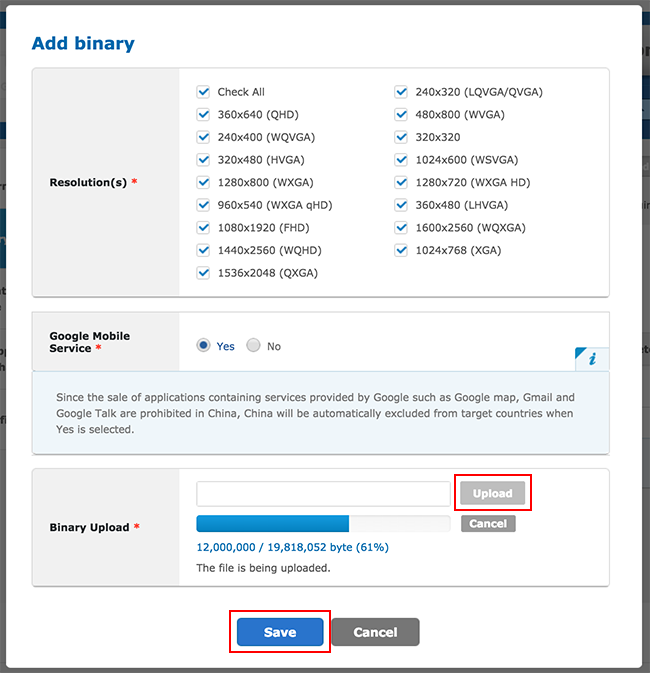 Add binary
Resolution(s) *
Check All
240x320 (LQVGA/QVGA)
360x640 (QHD)
480x800 (WVGA)
240x400 (WQVGA)
320x320
320x480 (HVGA)
1024x600 (WSVGA)
1280x800 (WXGA)
1280x720 (WXGA HD)
960x540 (WXGA qHD)
360x480 (LHVGA)
1080x1920 (FHD)
1600x2560 (WQXGA)
1440x2560 (WQHD)
1024x768 (XGA)
1536x2048 (QXGA)
Google Mobile
Service *
Yes
No
i
Since the sale of applications containing services provided by Google such as Google map, Gmail and
Google Talk are prohibited in China, China will be automatically excluded from target countries when
Yes is selected.
Binary Upload *
Upload
Cancel
12,000,000 / 19,818,052 byte (61%)
The file is being uploaded.
Save
Cancel